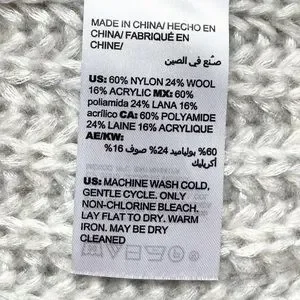 MADE IN CHINA/ HECHO EN
CHINA/ FABRIQUÉ EN
CHINE/
صنع في الصين
US: 60% NYLON 24% WOOL
16% ACRYLIC MX: 60%
poliamida 24% LANA 16%
acrílico CA: 60% POLYAMIDE
24% LAINE 16% ACRYLIQUE
AE/KW:
60% بولياميد 24% صوف 16%
أكريليك
US: MACHINE WASH COLD,
GENTLE CYCLE. ONLY
NON-CHLORINE BLEACH,
LAY FLAT TO DRY. WARM
IRON. MAY BE DRY
CLEANED